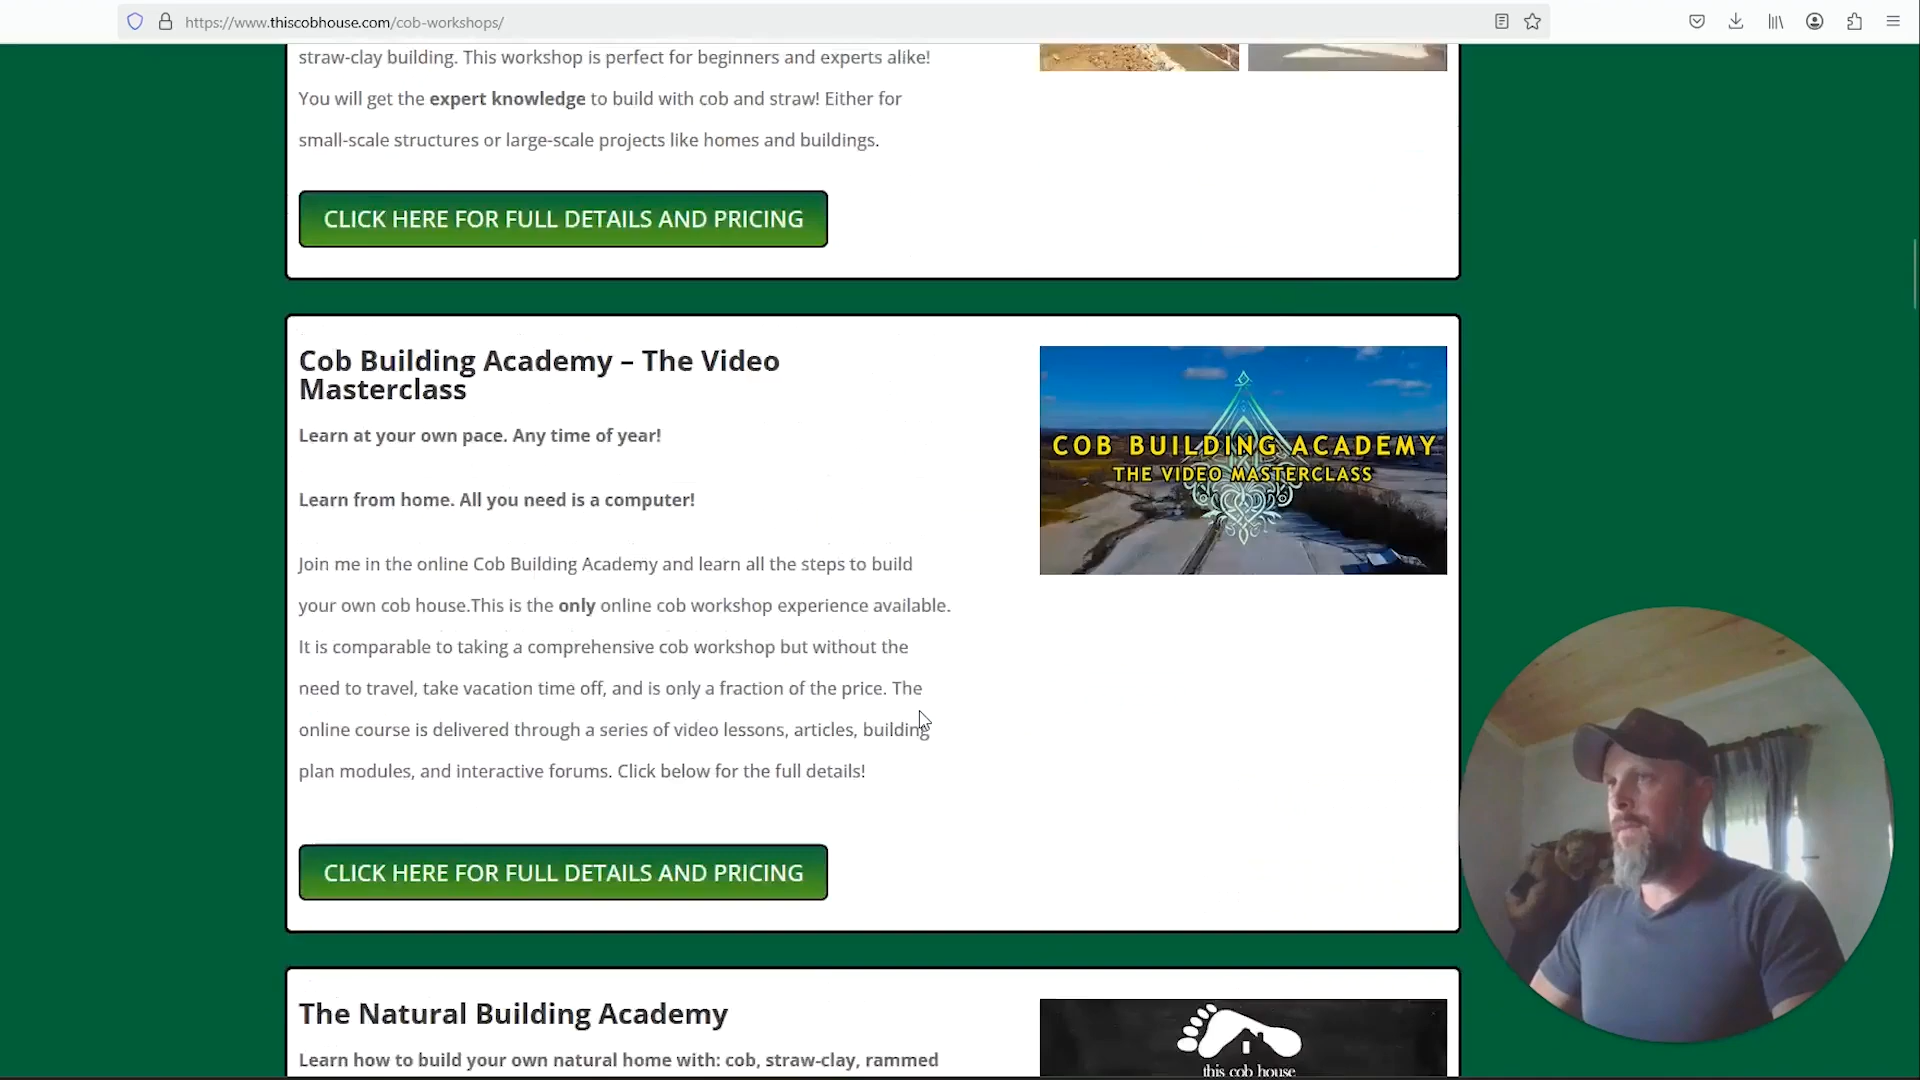 https://www.thiscobhouse.com/cob-workshops/
straw-clay building. This workshop is perfect for beginners and experts alike!
You will get the expert knowledge to build with cob and straw! Either for
small-scale structures or large-scale projects like homes and buildings.
CLICK HERE FOR FULL DETAILS AND PRICING
Cob Building Academy – The Video
Masterclass
Learn at your own pace. Any time of year!
Learn from home. All you need is a computer!
Join me in the online Cob Building Academy and learn all the steps to build
your own cob house.This is the only online cob workshop experience available.
It is comparable to taking a comprehensive cob workshop but without the
need to travel, take vacation time off, and is only a fraction of the price. The
online course is delivered through a series of video lessons, articles, building
plan modules, and interactive forums. Click below for the full details!
CLICK HERE FOR FULL DETAILS AND PRICING
COB BUILDING ACADEMY
THE VIDEO MASTERCLASS
The Natural Building Academy
Learn how to build your own natural home with: cob, straw-clay, rammed
this cob house